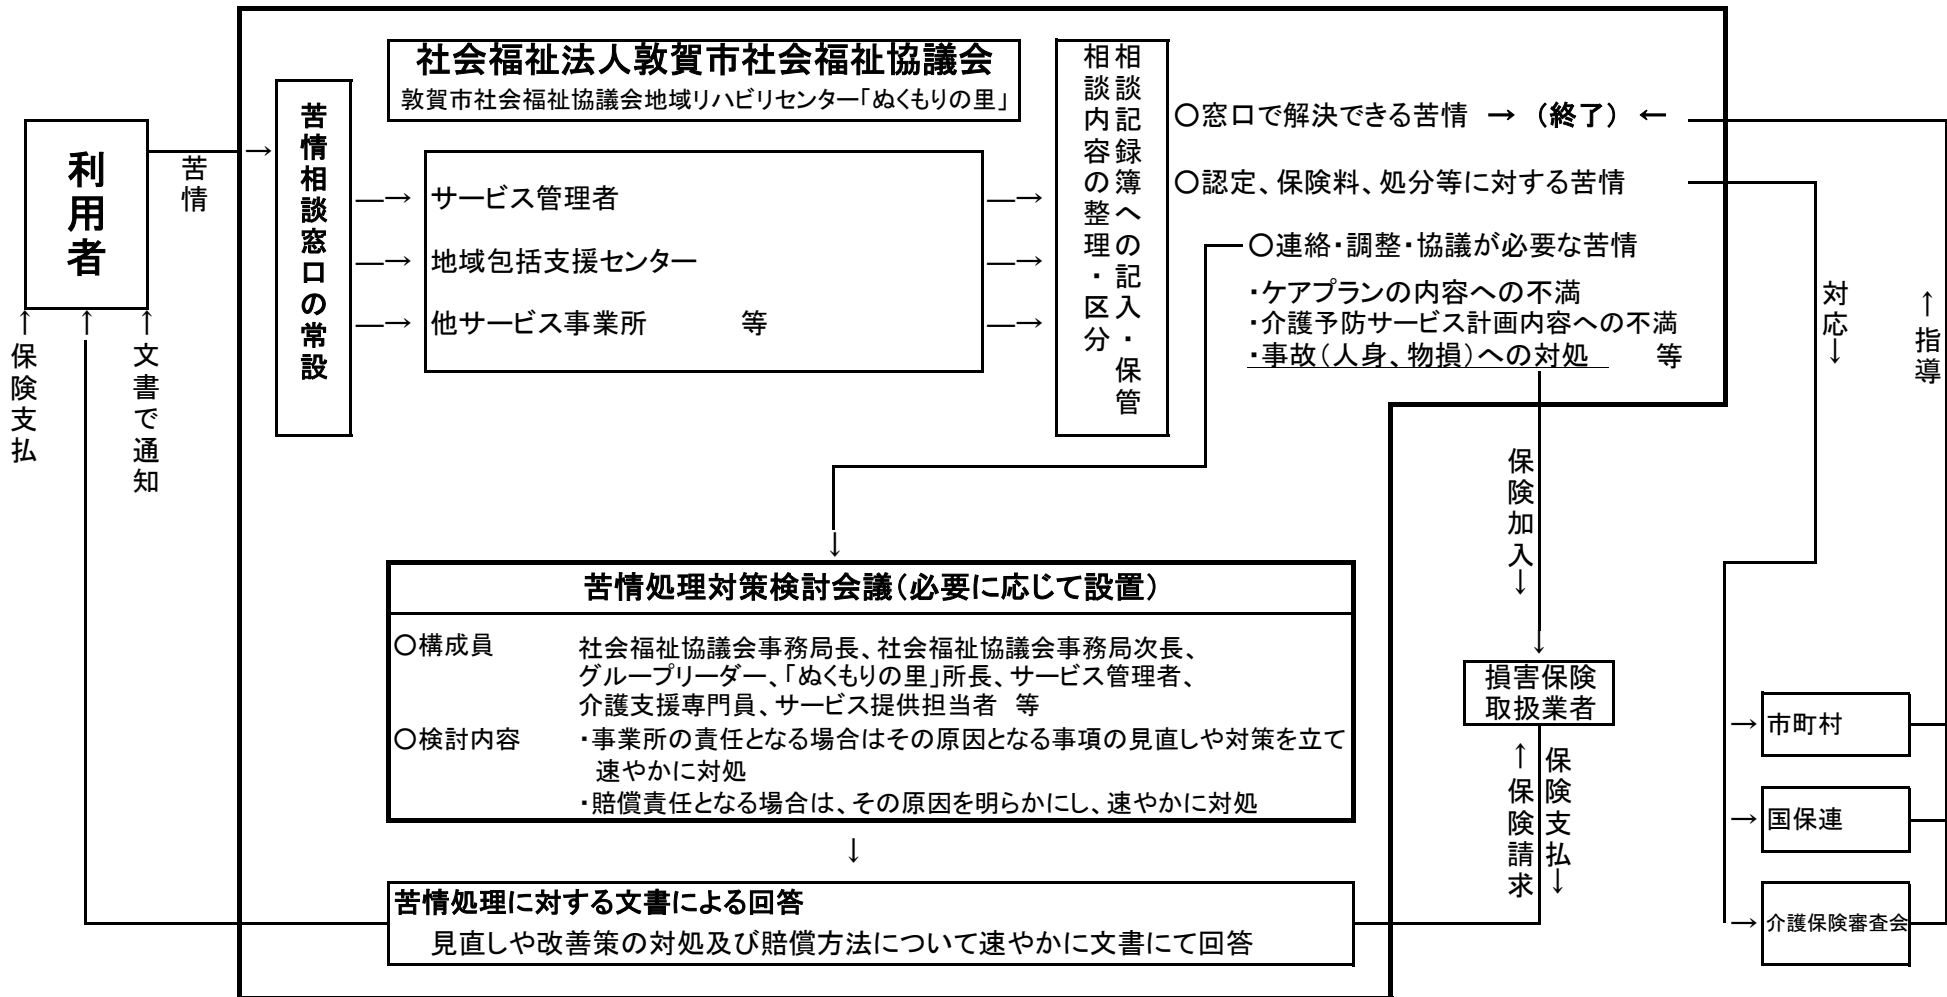 社会福祉法人敦賀市社会福祉協議会
敦賀市社会福祉協議会地域リハビリセンター「ぬくもりの里」
利用者
苦情
→
苦情相談窓口の常設
→ サービス管理者 →
→ 地域包括支援センター →
→ 他サービス事業所 等 →
相談記録簿への記入・保管
相談内容の整理・区分
〇窓口で解決できる苦情 → (終了) ←
〇認定、保険料、処分等に対する苦情
〇連絡・調整・協議が必要な苦情
・ケアプランの内容への不満
・介護予防サービス計画内容への不満
・事故(人身、物損)への対処 等
対応↓
↑指導
↑保険支払
↑
↑文書で通知
保険加入↓
↓
↓
苦情処理対策検討会議(必要に応じて設置)
〇構成員 社会福祉協議会事務局長、社会福祉協議会事務局次長、
グループリーダー、「ぬくもりの里」所長、サービス管理者、
介護支援専門員、サービス提供担当者 等
〇検討内容 ・事業所の責任となる場合はその原因となる事項の見直しや対策を立て
速やかに対処
・賠償責任となる場合は、その原因を明らかにし、速やかに対処
↓
苦情処理に対する文書による回答
見直しや改善策の対処及び賠償方法について速やかに文書にて回答
損害保険
取扱業者
↑保険請求
保険支払↓
→ 市町村
→ 国保連
→ 介護保険審査会